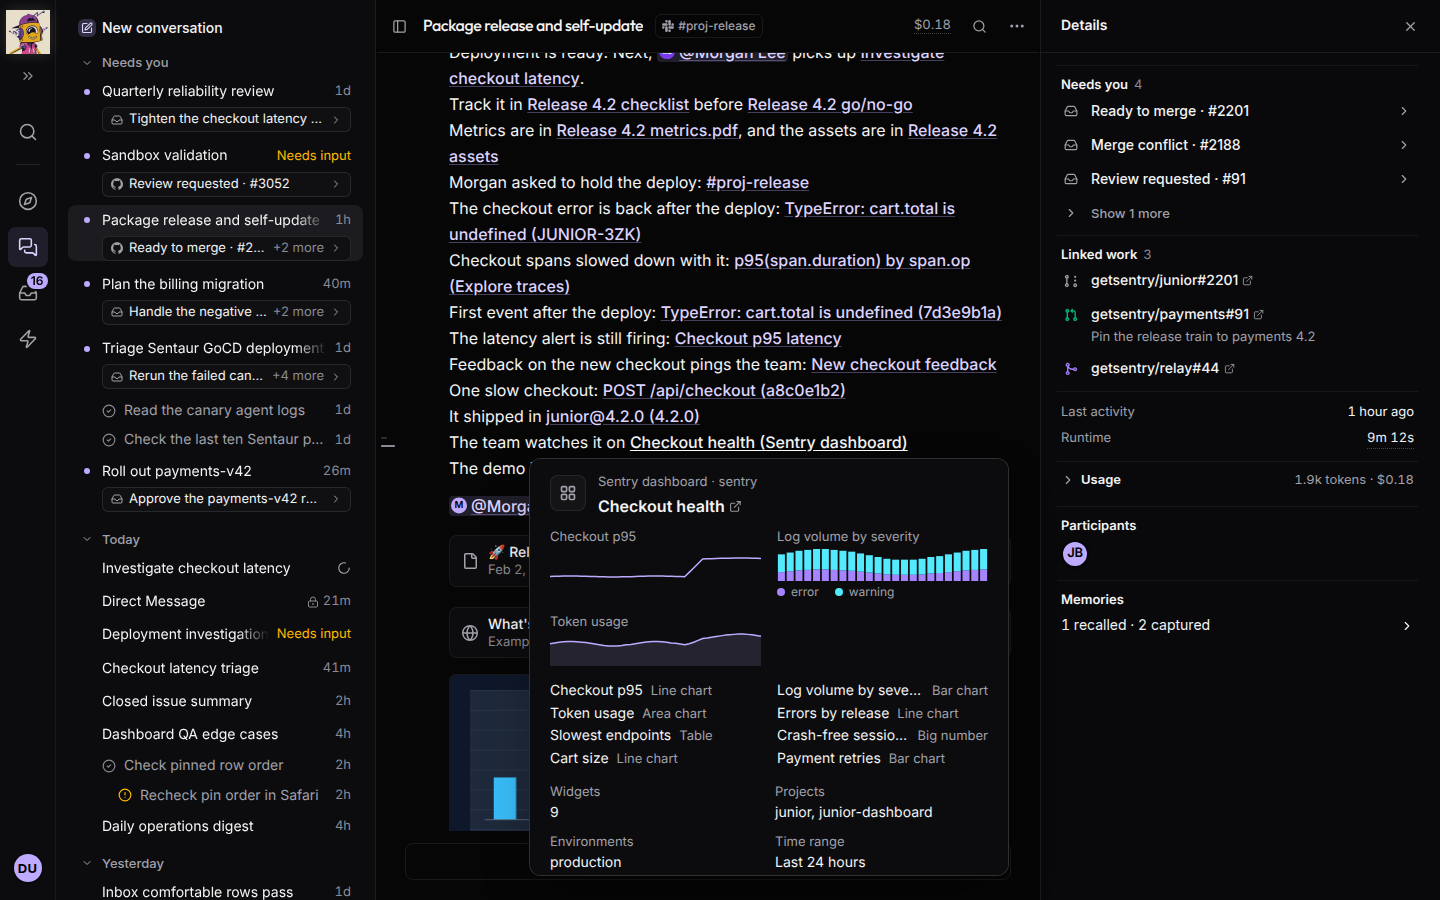 New conversation
Needs you
Quarterly reliability review 1d
Tighten the checkout latency ...
Sandbox validation Needs input
Review requested · #3052
Package release and self-update 1h
Ready to merge · #2... +2 more
Plan the billing migration 40m
Handle the negative ... +2 more
Triage Sentaur GoCD deployment 1d
Rerun the failed can... +4 more
Read the canary agent logs 1d
Check the last ten Sentaur p... 1d
Roll out payments-v42 26m
Approve the payments-v42 r...
Today
Investigate checkout latency
Direct Message 21m
Deployment investigation Needs input
Checkout latency triage 41m
Closed issue summary 2h
Dashboard QA edge cases 4h
Check pinned row order 2h
Recheck pin order in Safari 2h
Daily operations digest 4h
Yesterday
Inbox comfortable rows pass 1d
16
DU
Package release and self-update #proj-release $0.18
Deployment is ready. Next, @Morgan Lee picks up investigate
checkout latency.
Track it in Release 4.2 checklist before Release 4.2 go/no-go
Metrics are in Release 4.2 metrics.pdf, and the assets are in Release 4.2
assets
Morgan asked to hold the deploy: #proj-release
The checkout error is back after the deploy: TypeError: cart.total is
undefined (JUNIOR-3ZK)
Checkout spans slowed down with it: p95(span.duration) by span.op
(Explore traces)
First event after the deploy: TypeError: cart.total is undefined (7d3e9b1a)
The latency alert is still firing: Checkout p95 latency
Feedback on the new checkout pings the team: New checkout feedback
One slow checkout: POST /api/checkout (a8c0e1b2)
It shipped in junior@4.2.0 (4.2.0)
The team watches it on Checkout health (Sentry dashboard)
The demo
M @Morga
🚀 Rel
Feb 2,
What's
Examp
Sentry dashboard · sentry
Checkout health
Checkout p95
Log volume by severity
error warning
Token usage
Checkout p95 Line chart
Log volume by seve... Bar chart
Token usage Area chart
Errors by release Line chart
Slowest endpoints Table
Crash-free sessio... Big number
Cart size Line chart
Payment retries Bar chart
Widgets
9
Projects
junior, junior-dashboard
Environments
production
Time range
Last 24 hours
Details
Needs you 4
Ready to merge · #2201
Merge conflict · #2188
Review requested · #91
Show 1 more
Linked work 3
getsentry/junior#2201
getsentry/payments#91
Pin the release train to payments 4.2
getsentry/relay#44
Last activity 1 hour ago
Runtime 9m 12s
Usage 1.9k tokens · $0.18
Participants
JB
Memories
1 recalled · 2 captured